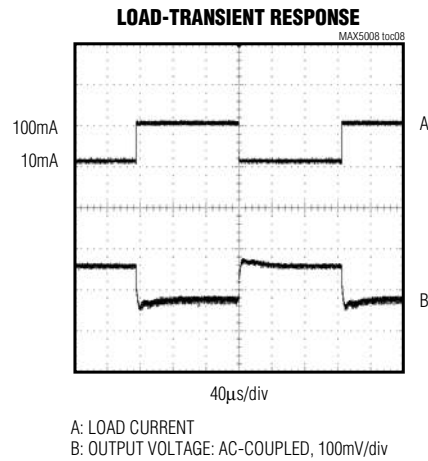 LOAD-TRANSIENT RESPONSE
MAX5008 toc08
100mA
A
10mA
B
40μs/div
A: LOAD CURRENT
B: OUTPUT VOLTAGE: AC-COUPLED, 100mV/div